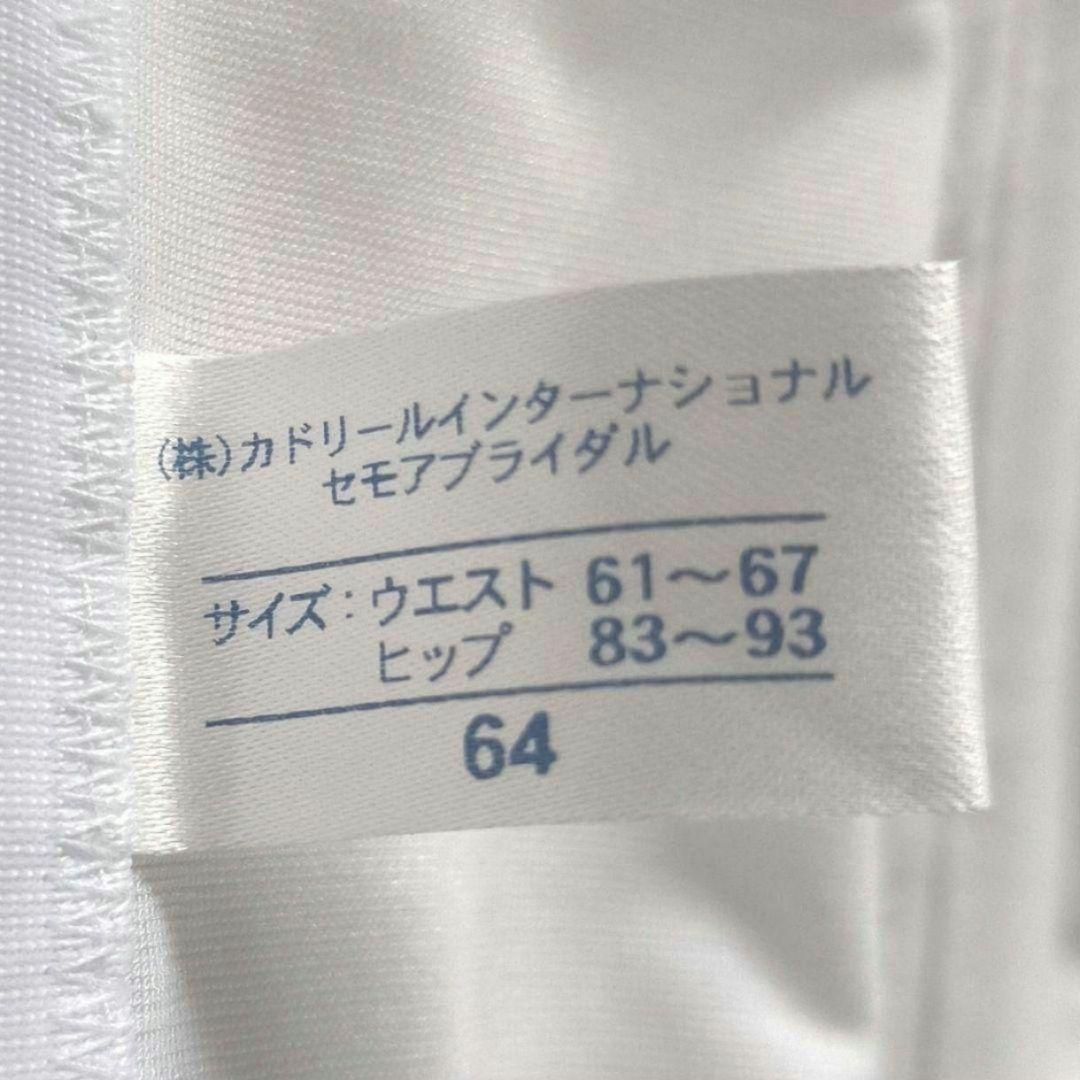 (株)カドリールインターナショナル
セモアブライダル
サイズ:ウエスト 61〜67
ヒップ 83〜93
64